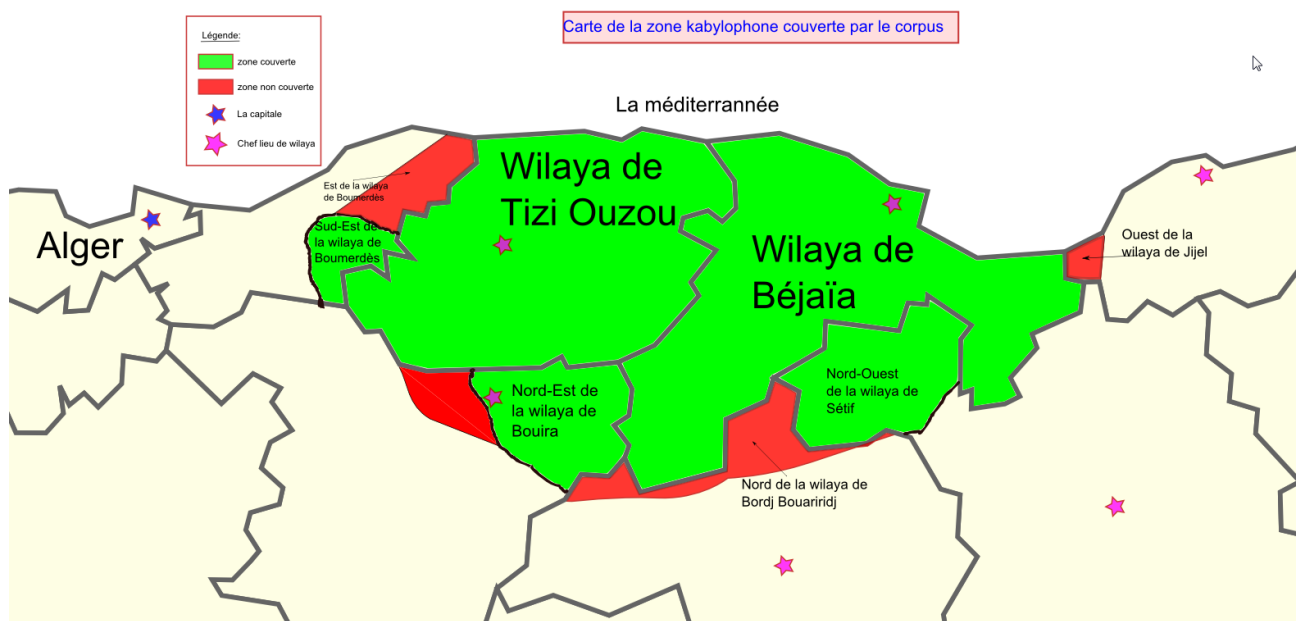 Carte de la zone kabylophone couverte par le corpus
Légende:
zone couverte
zone non couverte
La capitale
Chef lieu de wilaya
La méditerrannée
Est de la wilaya
de Boumerdès
Wilaya de
Tizi Ouzou
Sud-Est de
la wilaya de
Boumerdès
Alger
Wilaya de
Béjaïa
Ouest de la
wilaya de Jijel
Nord-Est de
la wilaya de
Bouira
Nord-Ouest
de la wilaya de
Sétif
Nord de la wilaya de
Bordj Bouariridj